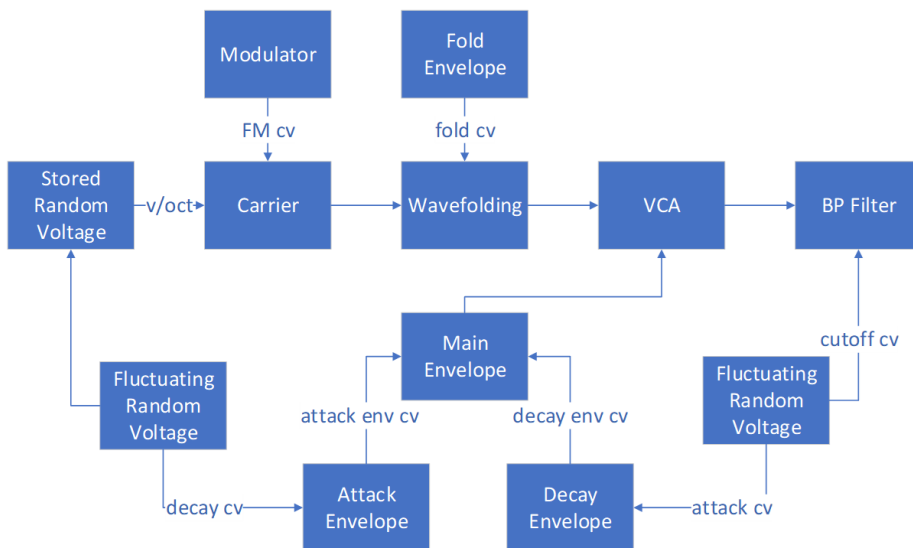 Modulator
Fold
Envelope
FM cv
fold cv
Stored
Random
Voltage
v/oct
Carrier
Wavefolding
VCA
BP Filter
Main
Envelope
cutoff cv
Fluctuating
Random
Voltage
attack env cv
decay env cv
Fluctuating
Random
Voltage
decay cv
Attack
Envelope
Decay
Envelope
attack cv